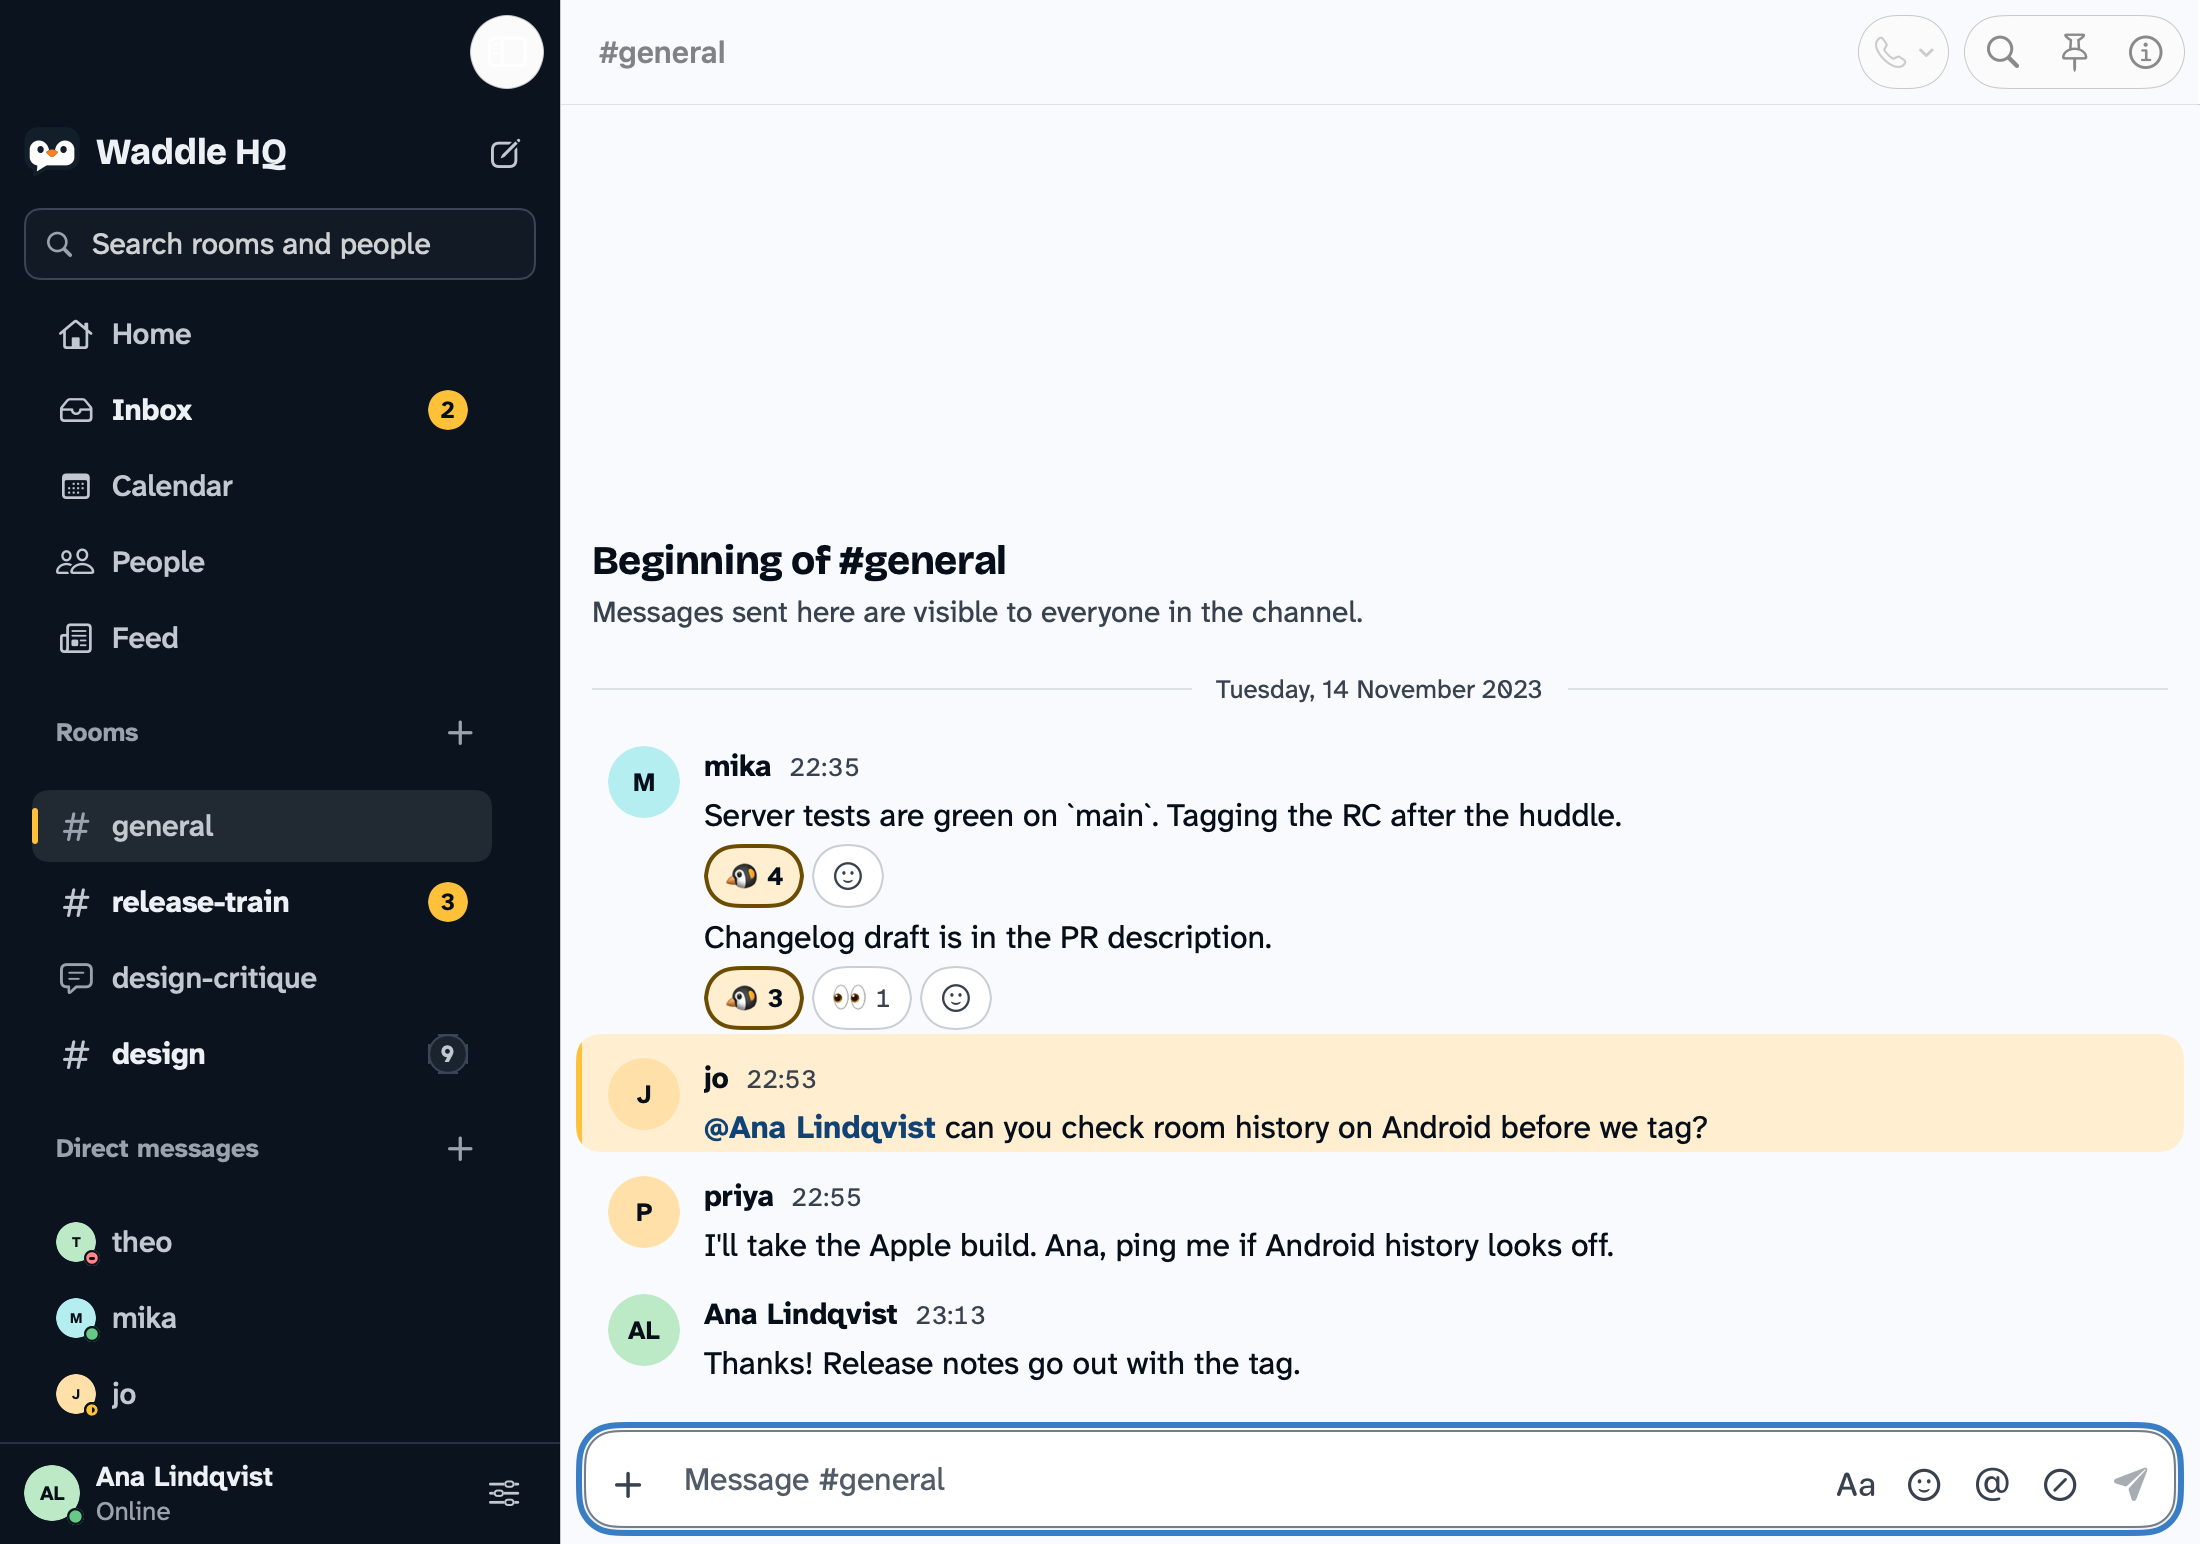 Waddle HQ
Search rooms and people
Home
Inbox 2
Calendar
People
Feed
Rooms
general
release-train 3
design-critique
design 9
Direct messages
T theo
M mika
J jo
AL Ana Lindqvist
Online
#general
Beginning of #general
Messages sent here are visible to everyone in the channel.
Tuesday, 14 November 2023
M mika 22:35
Server tests are green on `main`. Tagging the RC after the huddle.
4
Changelog draft is in the PR description.
3 1
J jo 22:53
@Ana Lindqvist can you check room history on Android before we tag?
P priya 22:55
I'll take the Apple build. Ana, ping me if Android history looks off.
AL Ana Lindqvist 23:13
Thanks! Release notes go out with the tag.
Message #general Aa @